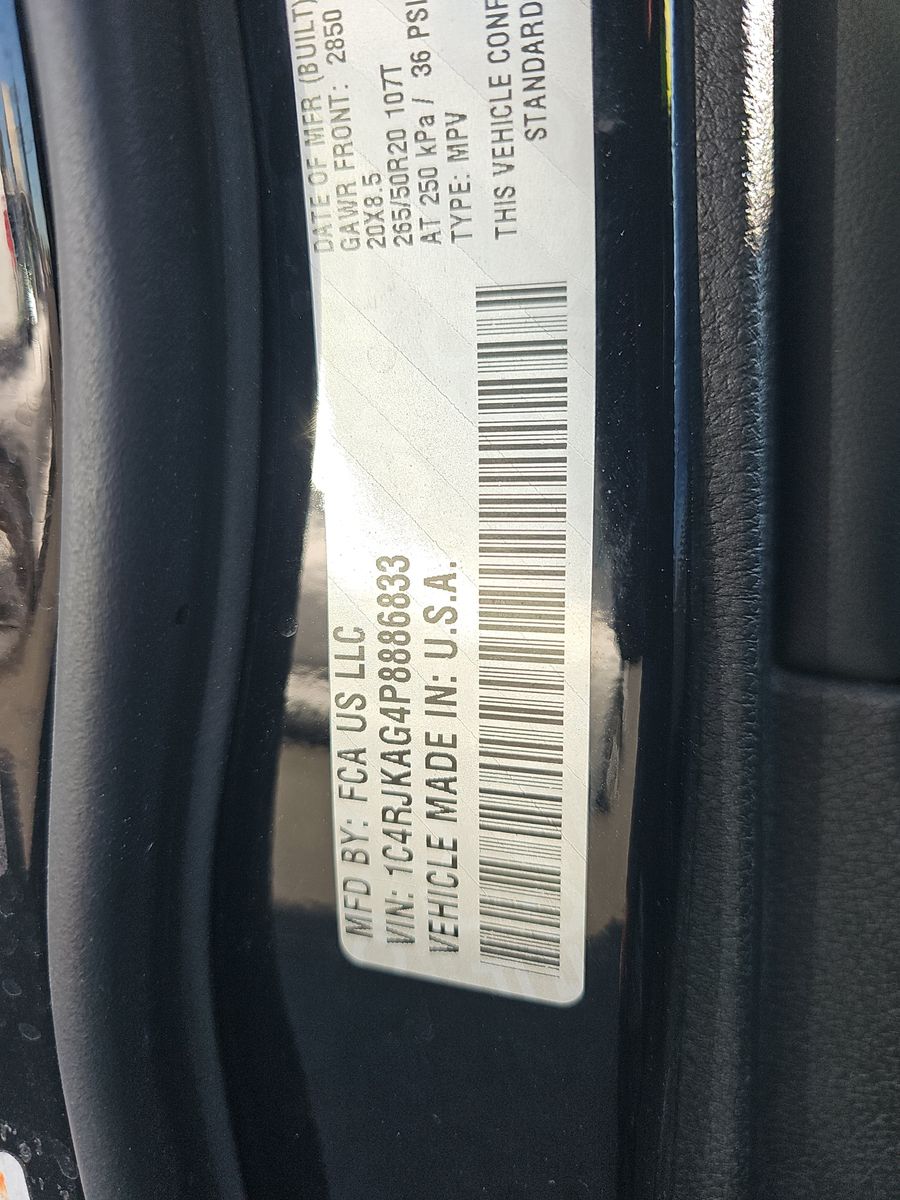 MFD BY: FCA US LLC
VIN: 1C4RJKAG4P8886833
VEHICLE MADE IN: U.S.A.
DATE OF MFR (BUILT)
GAWR FRONT: 2850
20X8.5
265/50R20 107T
AT 250 kPa / 36 PSI
TYPE: MPV
THIS VEHICLE CONF
STANDARD